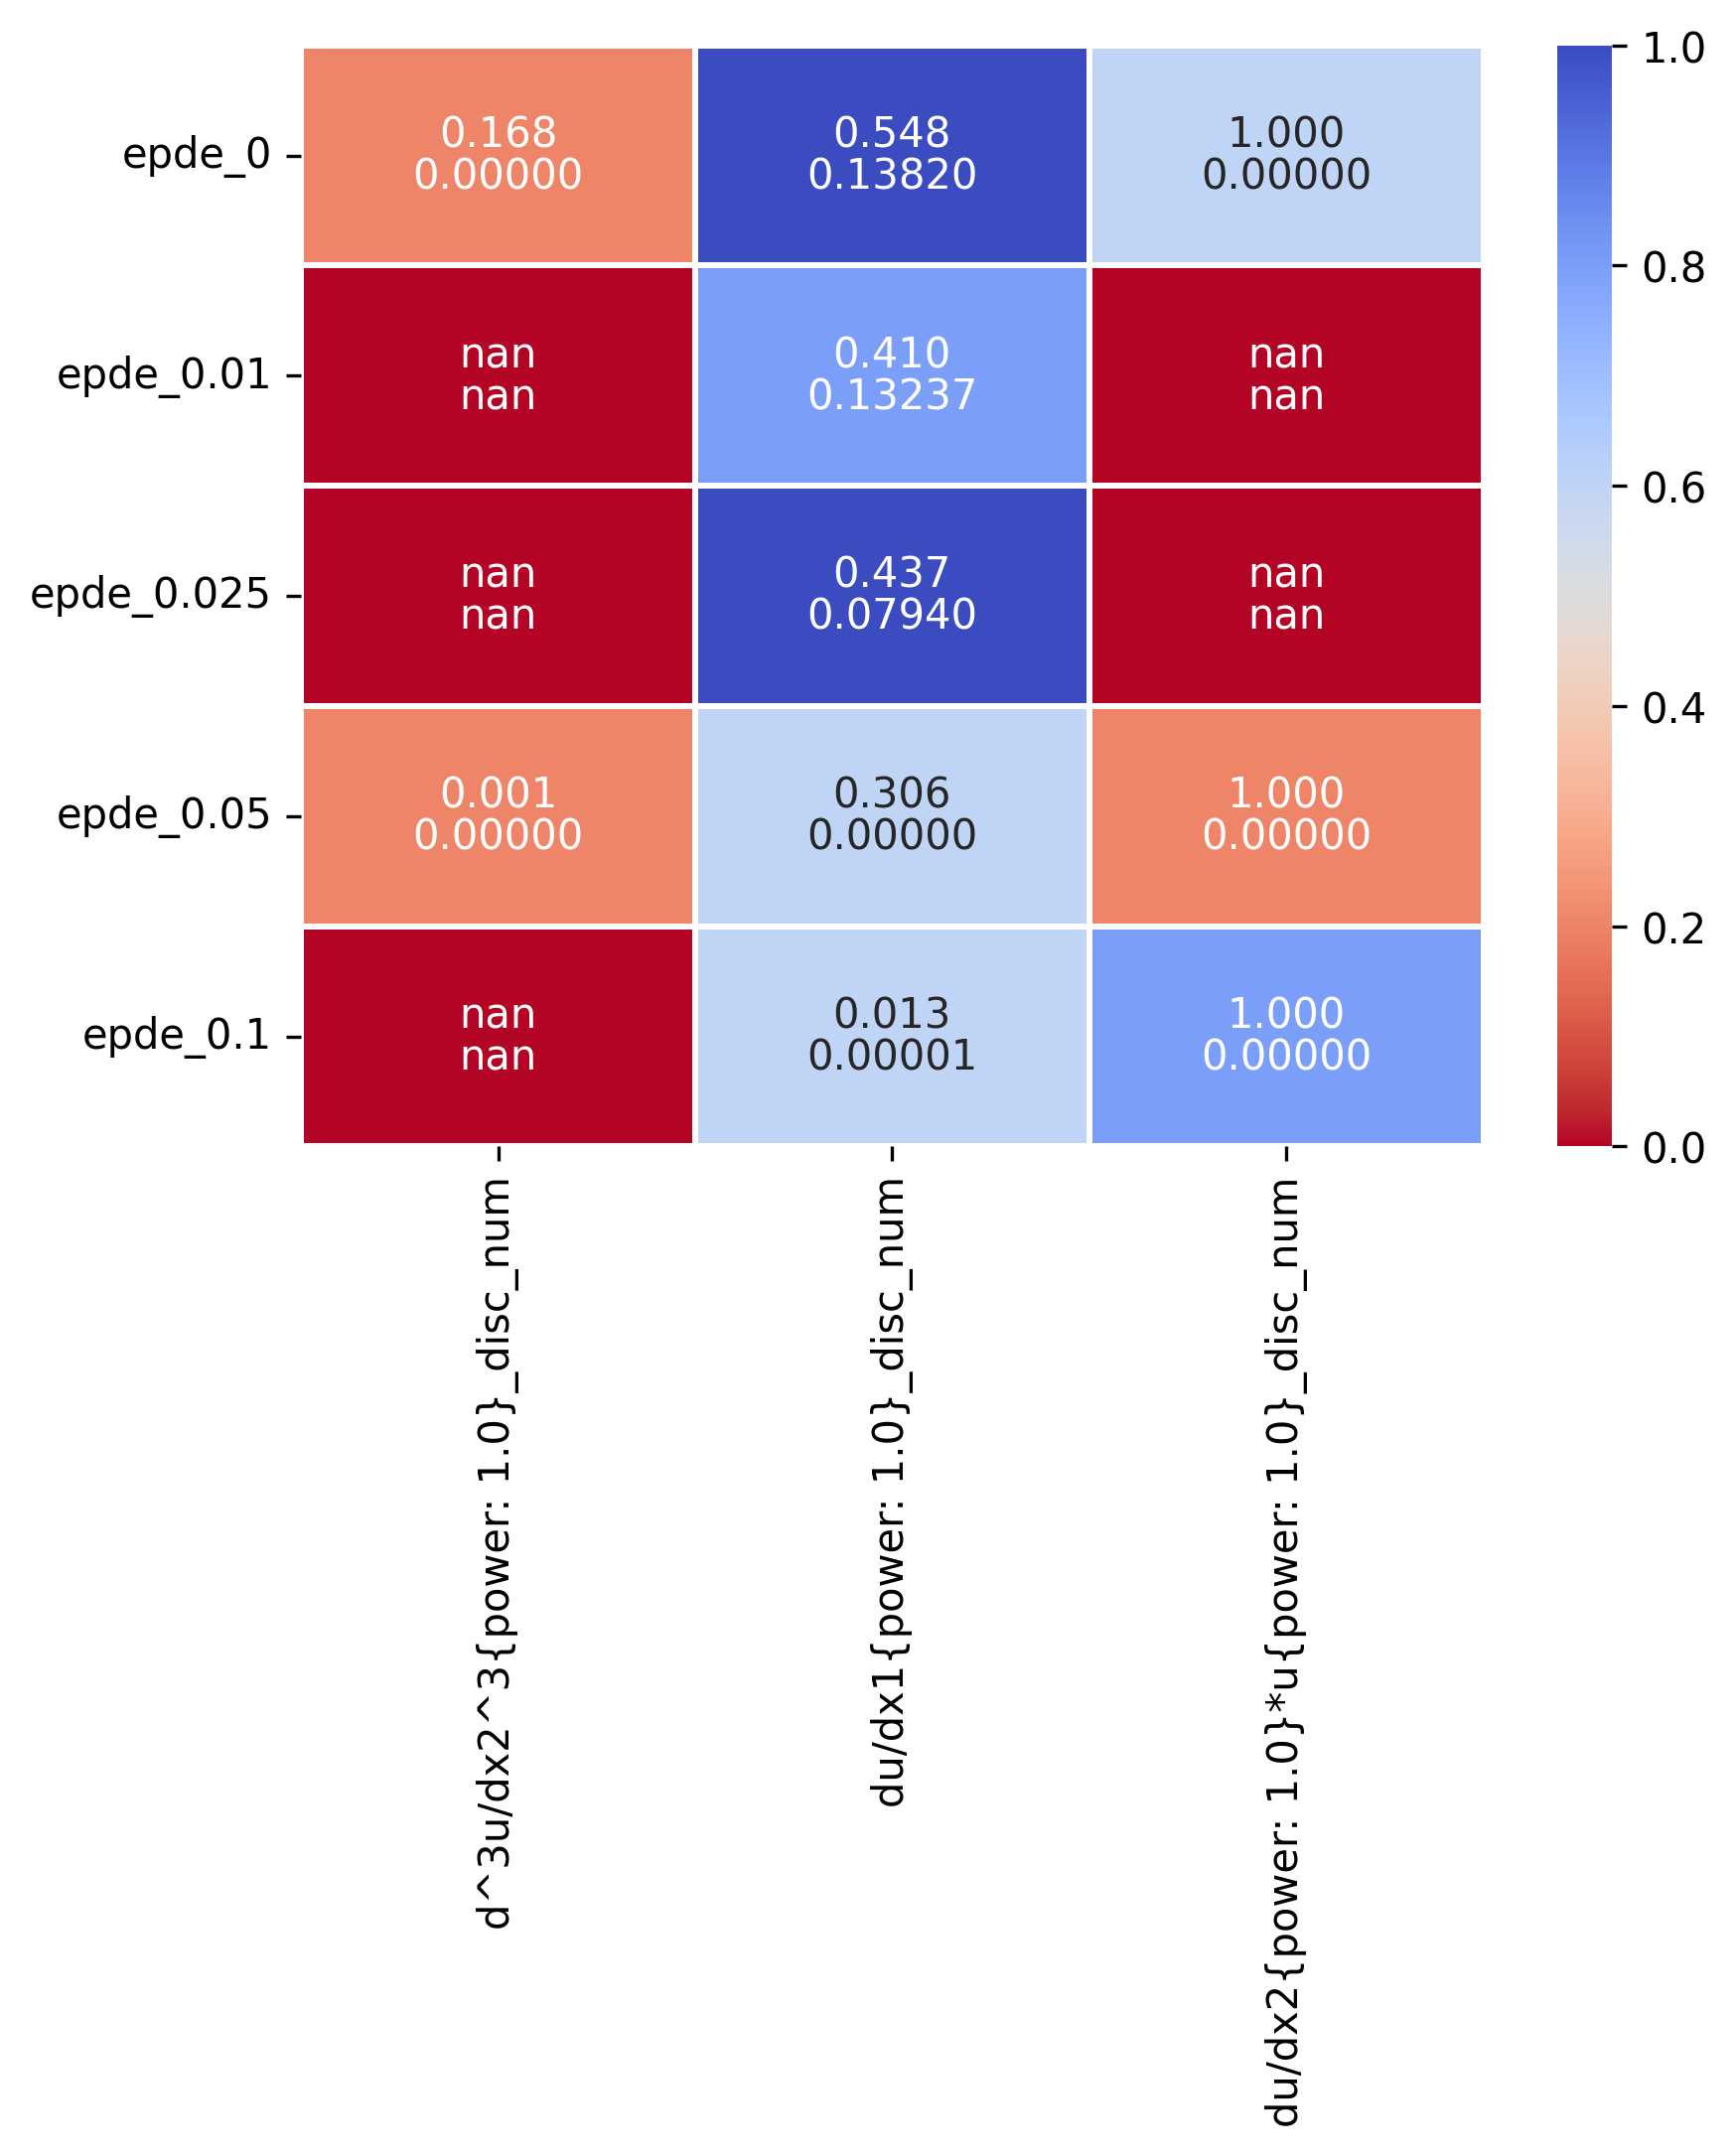 epde_0
0.168
0.00000
0.548
0.13820
1.000
0.00000
epde_0.01
nan
nan
0.410
0.13237
nan
nan
epde_0.025
nan
nan
0.437
0.07940
nan
nan
epde_0.05
0.001
0.00000
0.306
0.00000
1.000
0.00000
epde_0.1
nan
nan
0.013
0.00001
1.000
0.00000
1.0
0.8
0.6
0.4
0.2
0.0
d^3u/dx2^3{power: 1.0}_disc_num
du/dx1{power: 1.0}_disc_num
du/dx2{power: 1.0}*u{power: 1.0}_disc_num